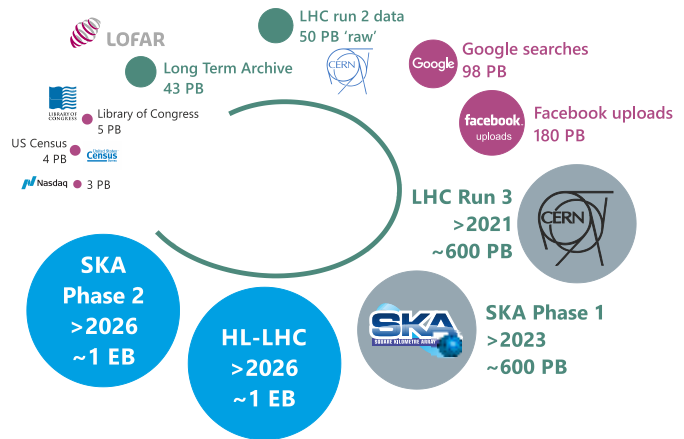 LOFAR
Long Term Archive
43 PB
LHC run 2 data
50 PB ‘raw’
CERN
Google
Google searches
98 PB
facebook.
uploads
Facebook uploads
180 PB
LIBRARY OF
CONGRESS
Library of Congress
5 PB
US Census
4 PB
United States
Census
Nasdaq
3 PB
LHC Run 3
>2021
~600 PB
CERN
SKA
SQUARE KILOMETRE ARRAY
SKA Phase 1
>2023
~600 PB
HL-LHC
>2026
~1 EB
SKA
Phase 2
>2026
~1 EB